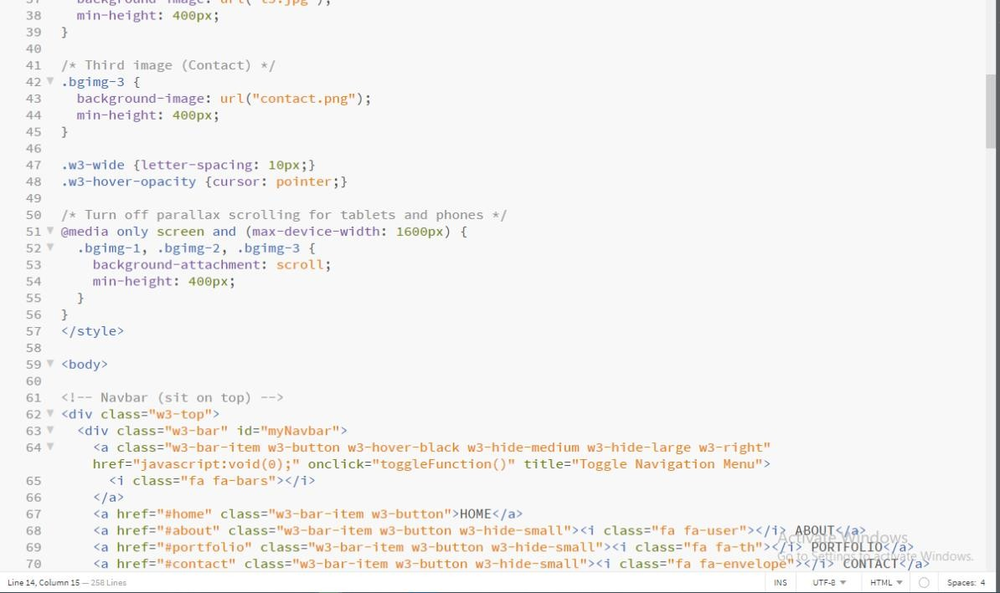 37 background-image: url("t3.jpg");
38 min-height: 400px;
39 }
40
41 /* Third image (Contact) */
42 .bgimg-3 {
43 background-image: url("contact.png");
44 min-height: 400px;
45 }
46
47 .w3-wide {letter-spacing: 10px;}
48 .w3-hover-opacity {cursor: pointer;}
49
50 /* Turn off parallax scrolling for tablets and phones */
51 @media only screen and (max-device-width: 1600px) {
52 .bgimg-1, .bgimg-2, .bgimg-3 {
53 background-attachment: scroll;
54 min-height: 400px;
55 }
56 }
57 </style>
58
59 <body>
60
61 <!-- Navbar (sit on top) -->
62 <div class="w3-top">
63 <div class="w3-bar" id="myNavbar">
64 <a class="w3-bar-item w3-button w3-hover-black w3-hide-medium w3-hide-large w3-right"
href="javascript:void(0);" onclick="toggleFunction()" title="Toggle Navigation Menu">
65 <i class="fa fa-bars"></i>
66 </a>
67 <a href="#home" class="w3-bar-item w3-button">HOME</a>
68 <a href="#about" class="w3-bar-item w3-button w3-hide-small"><i class="fa fa-user"></i> ABOUT</a>
Activate Windows
69 <a href="#portfolio" class="w3-bar-item w3-button w3-hide-small"><i class="fa fa-th"></i> PORTFOLIO</a>
Go to Settings to activate Windows.
70 <a href="#contact" class="w3-bar-item w3-button w3-hide-small"><i class="fa fa-envelope"></i> CONTACT</a>
Line 14, Column 15 — 258 Lines INS UTF-8 HTML Spaces: 4